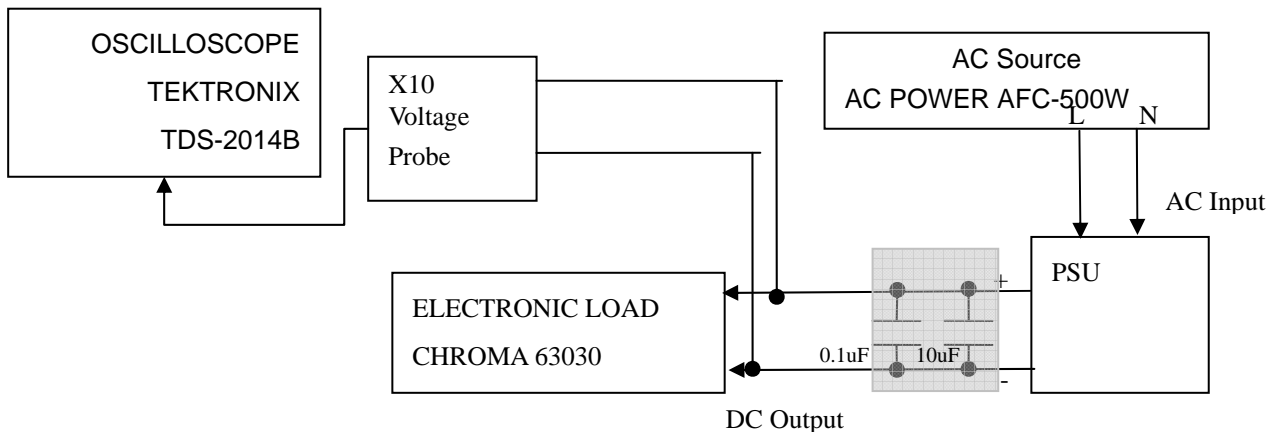 OSCILLOSCOPE
TEKTRONIX
TDS-2014B
X10
Voltage
Probe
AC Source
AC POWER AFC-500W
L N
AC Input
PSU
+
ELECTRONIC LOAD
CHROMA 63030
0.1uF 10uF
-
DC Output